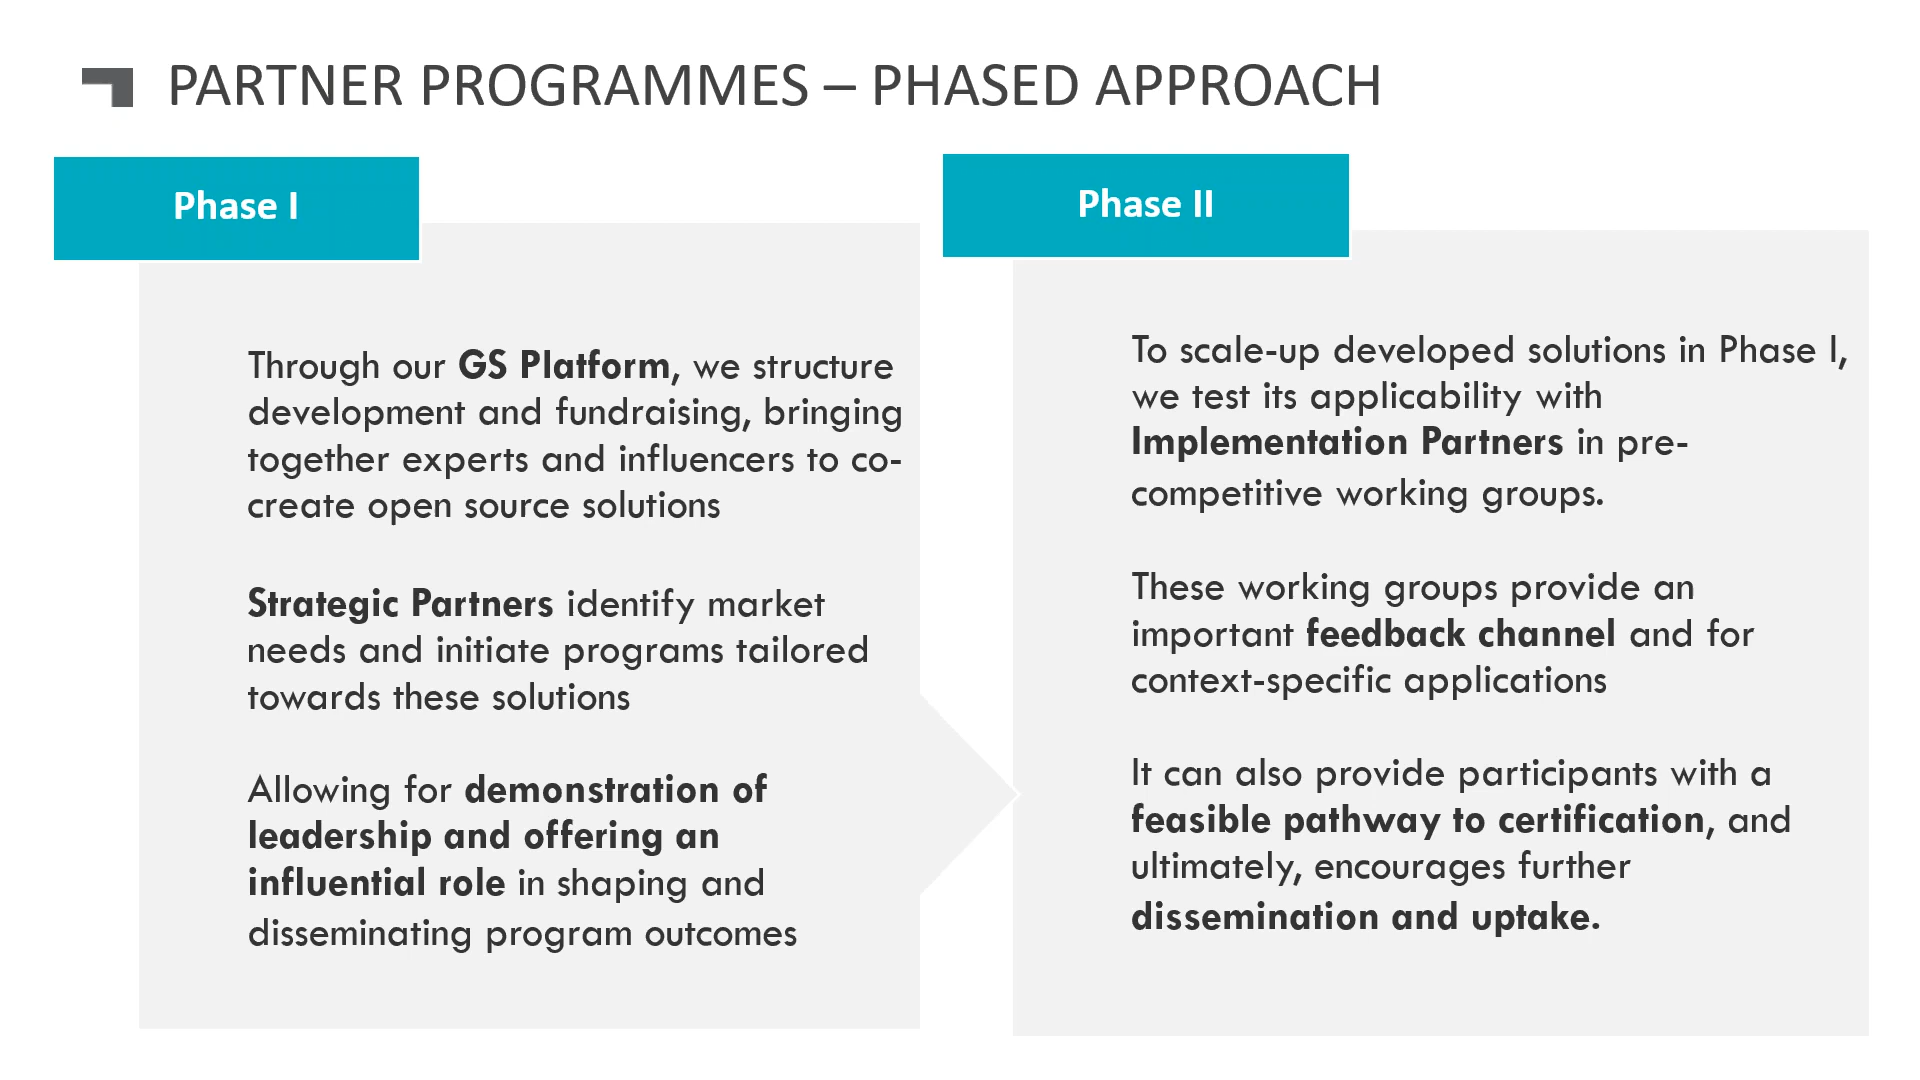 PARTNER PROGRAMMES – PHASED APPROACH
Phase I
Through our GS Platform, we structure
development and fundraising, bringing
together experts and influencers to co-
create open source solutions
Strategic Partners identify market
needs and initiate programs tailored
towards these solutions
Allowing for demonstration of
leadership and offering an
influential role in shaping and
disseminating program outcomes
Phase II
To scale-up developed solutions in Phase I,
we test its applicability with
Implementation Partners in pre-
competitive working groups.
These working groups provide an
important feedback channel and for
context-specific applications
It can also provide participants with a
feasible pathway to certification, and
ultimately, encourages further
dissemination and uptake.